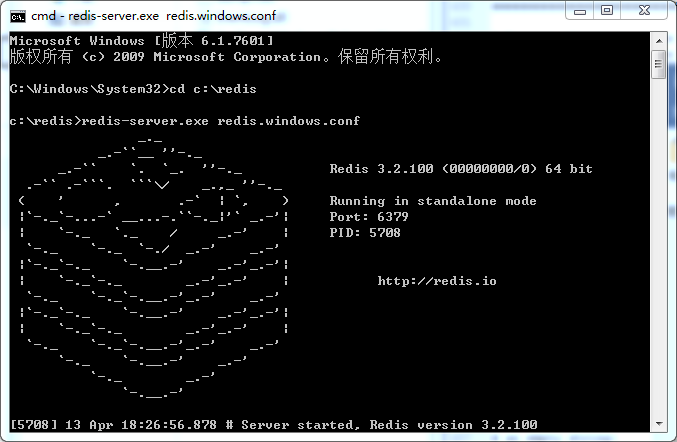 cmd - redis-server.exe redis.windows.conf
Microsoft Windows [版本 6.1.7601]
版权所有 (c) 2009 Microsoft Corporation。保留所有权利。
C:\Windows\System32>cd c:\redis
c:\redis>redis-server.exe redis.windows.conf
Redis 3.2.100 (00000000/0) 64 bit
Running in standalone mode
Port: 6379
PID: 5708
http://redis.io
[5708] 13 Apr 18:26:56.878 # Server started, Redis version 3.2.100